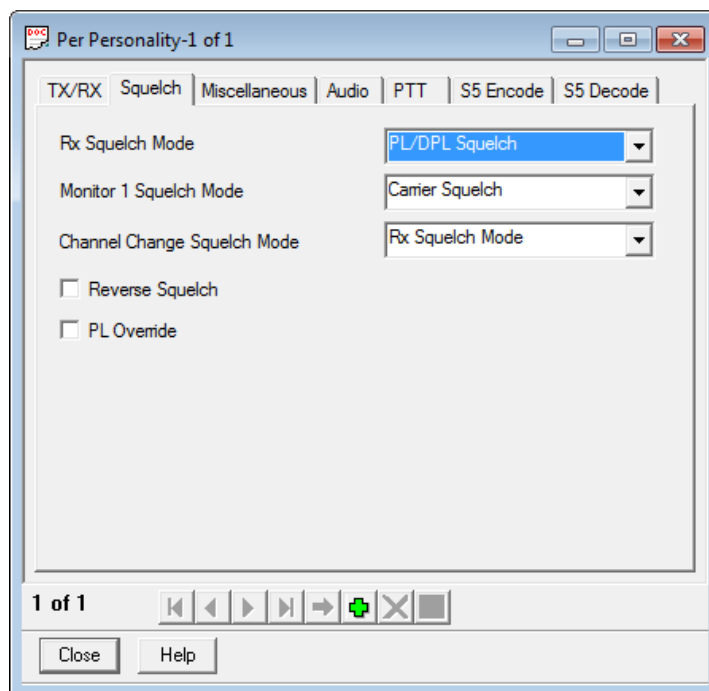 DOC
Per Personality-1 of 1
TX/RX Squelch Miscellaneous Audio PTT S5 Encode S5 Decode
Rx Squelch Mode PL/DPL Squelch
Monitor 1 Squelch Mode Carrier Squelch
Channel Change Squelch Mode Rx Squelch Mode
Reverse Squelch
PL Override
1 of 1
Close Help